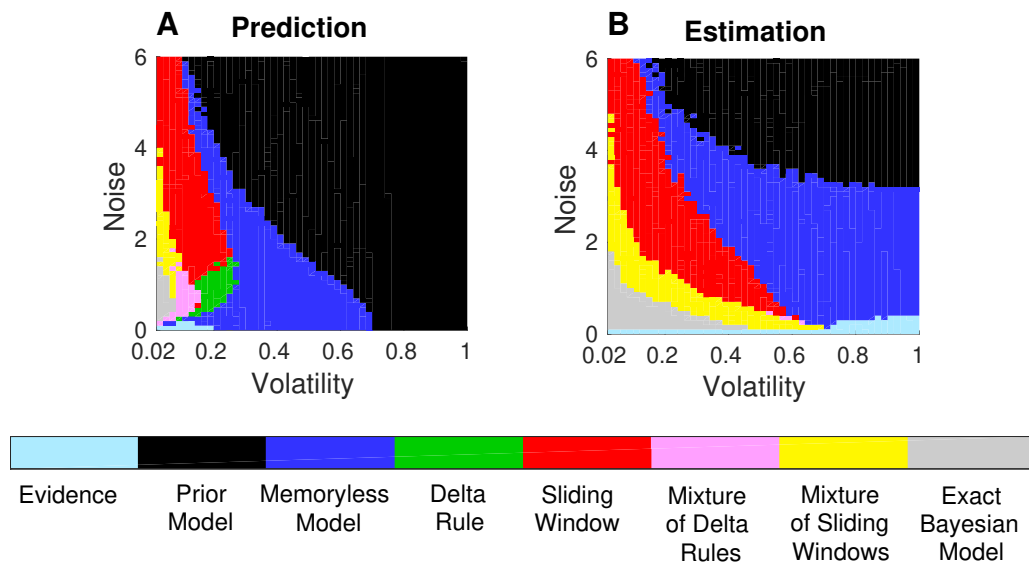 A
Prediction
6
4
2
0
Noise
0.02
0.2
0.4
0.6
0.8
1
Volatility
B
Estimation
6
4
2
0
Noise
0.02
0.2
0.4
0.6
0.8
1
Volatility
Evidence
Prior
Model
Memoryless
Model
Delta
Rule
Sliding
Window
Mixture
of Delta
Rules
Mixture
of Sliding
Windows
Exact
Bayesian
Model